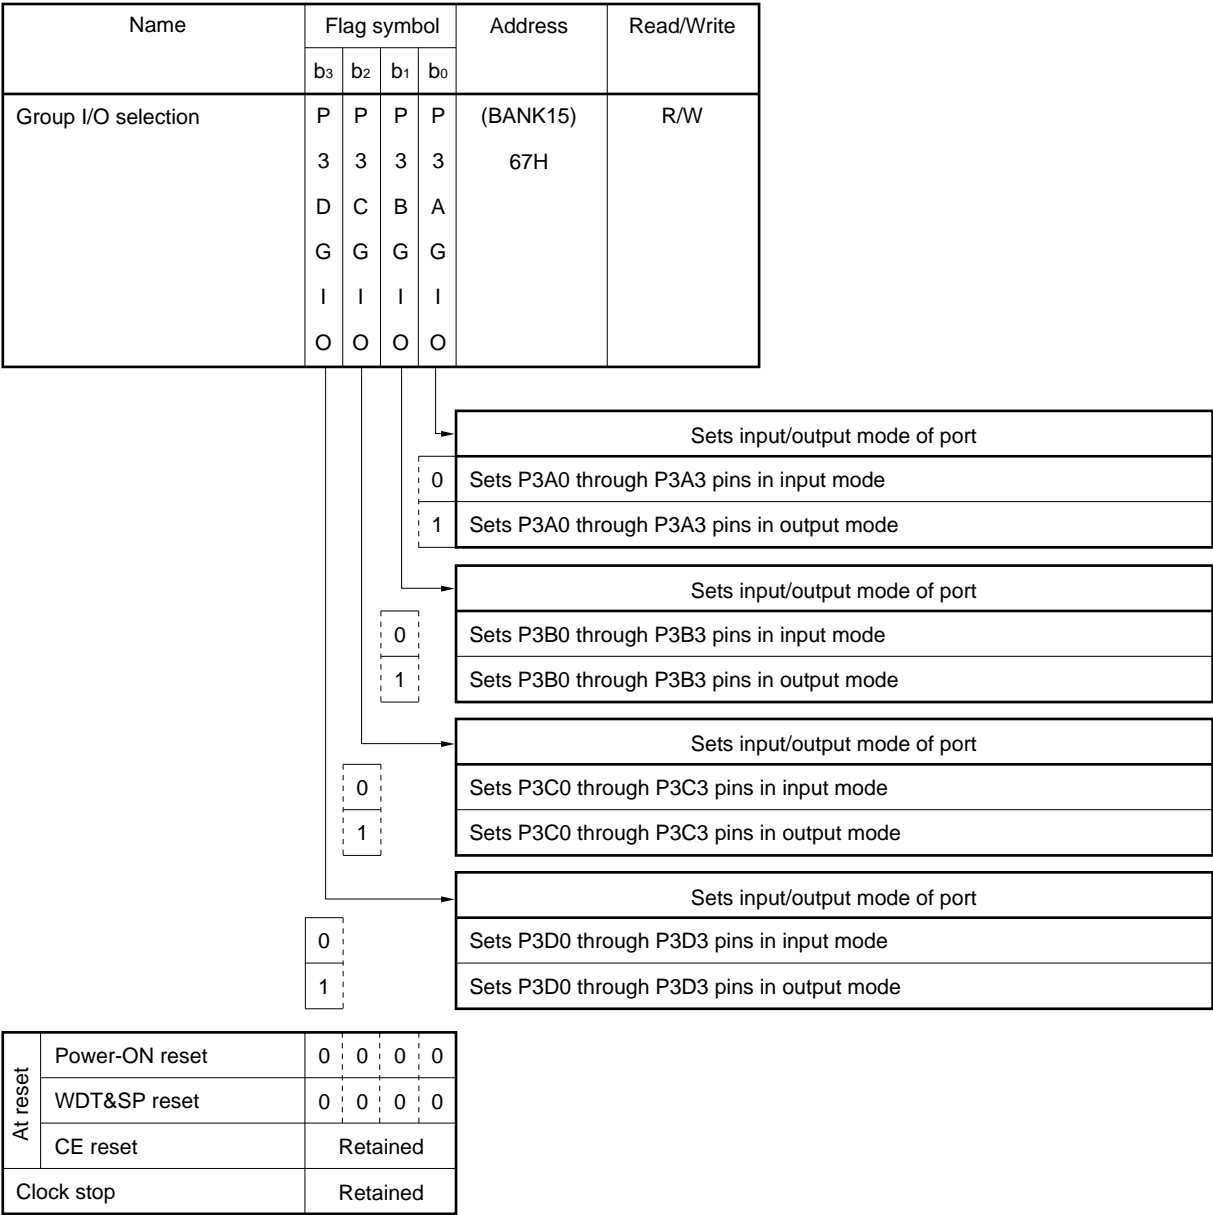 Name Flag symbol Address Read/Write
b3 b2 b1 b0
Group I/O selection P P P P (BANK15) R/W
3 3 3 3 67H
D C B A
G G G G
I I I I
O O O O
Sets input/output mode of port
0 Sets P3A0 through P3A3 pins in input mode
1 Sets P3A0 through P3A3 pins in output mode
Sets input/output mode of port
0 Sets P3B0 through P3B3 pins in input mode
1 Sets P3B0 through P3B3 pins in output mode
Sets input/output mode of port
0 Sets P3C0 through P3C3 pins in input mode
1 Sets P3C0 through P3C3 pins in output mode
Sets input/output mode of port
0 Sets P3D0 through P3D3 pins in input mode
1 Sets P3D0 through P3D3 pins in output mode
At reset
Power-ON reset 0 0 0 0
WDT&SP reset 0 0 0 0
CE reset Retained
Clock stop Retained